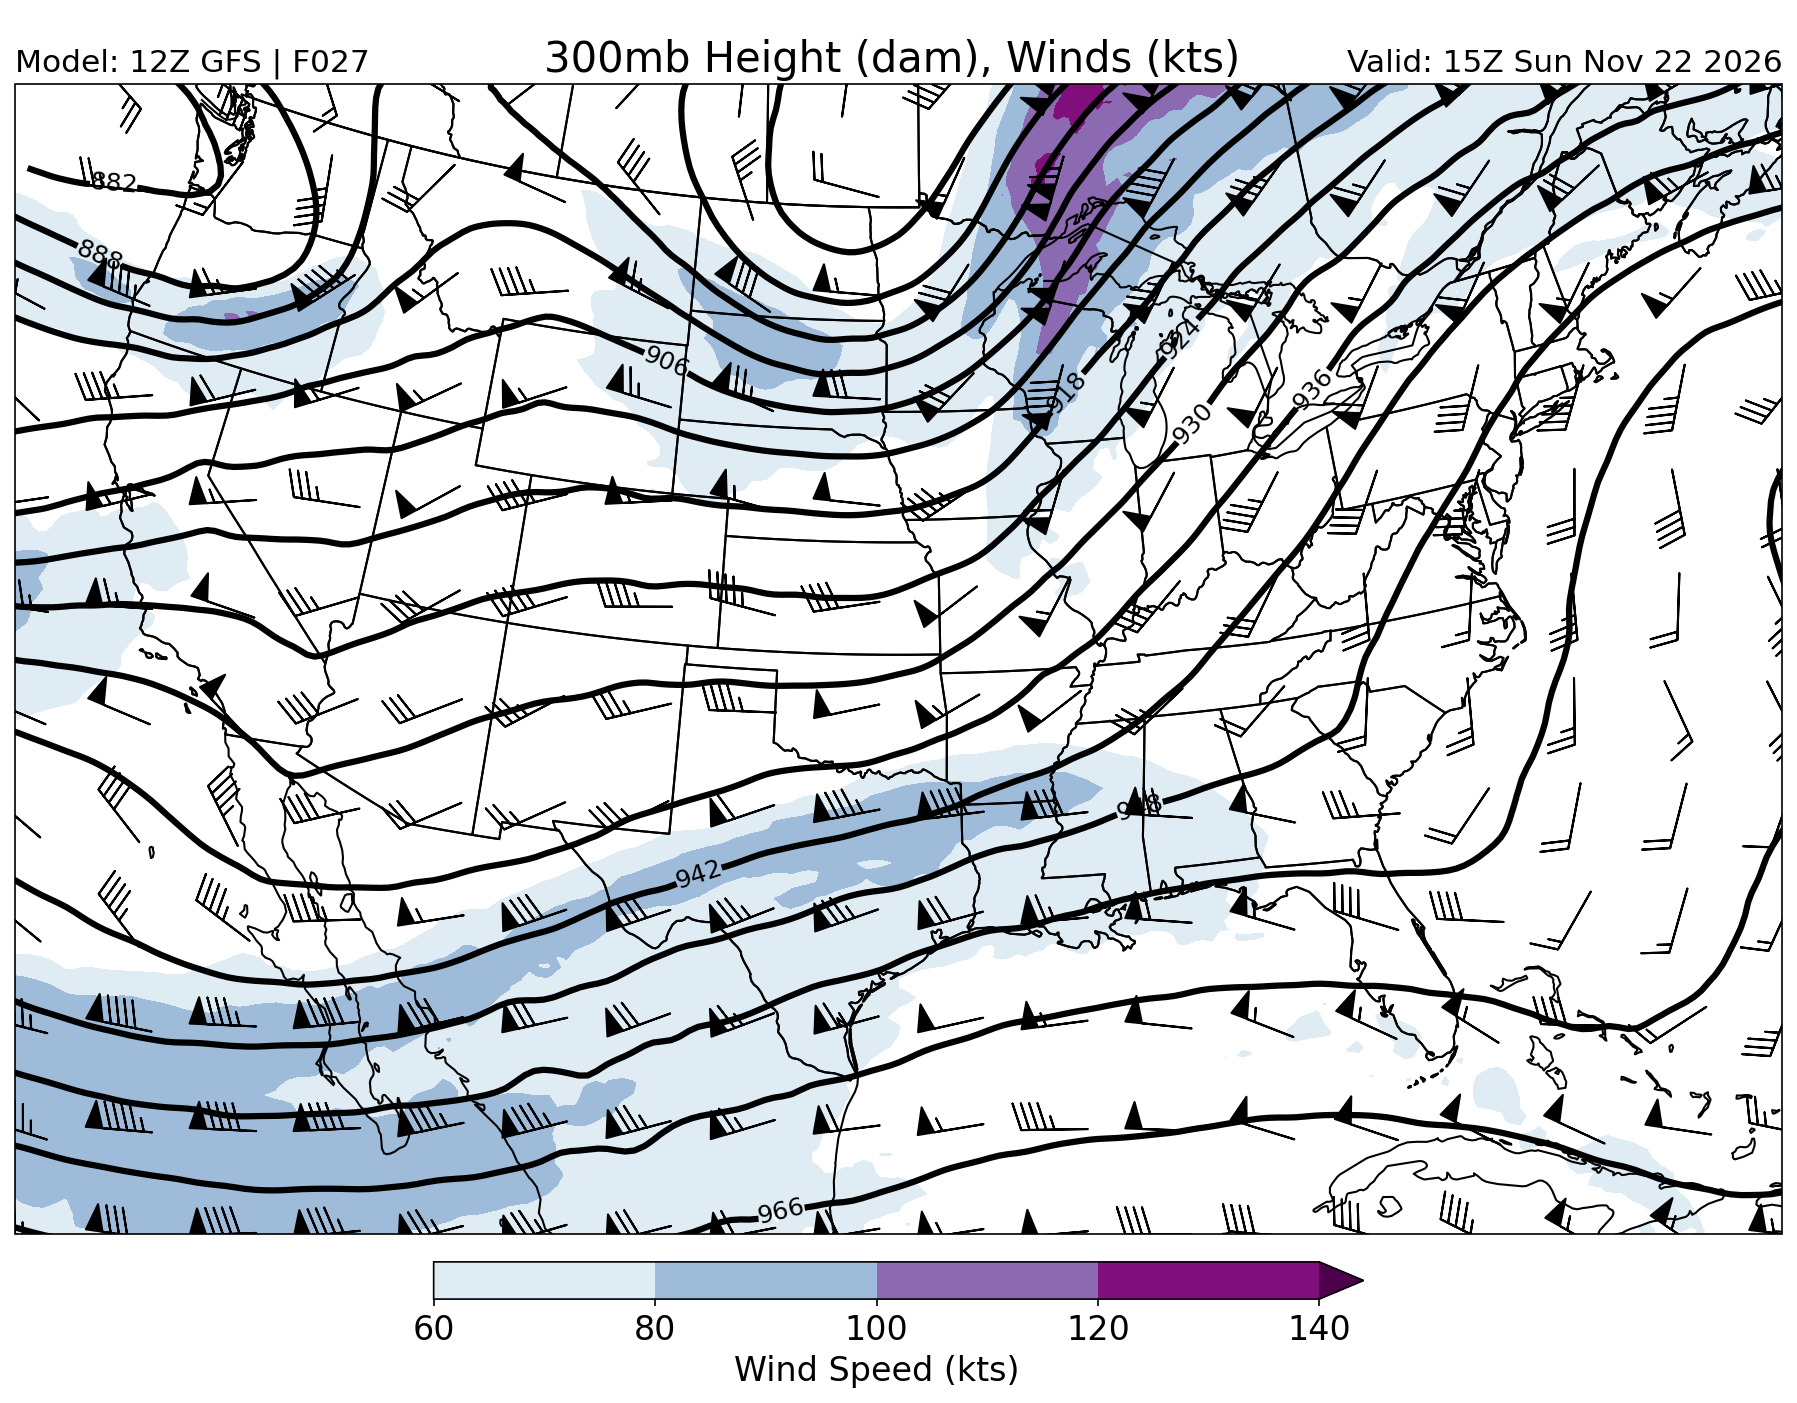 Model: 12Z GFS | F027
300mb Height (dam), Winds (kts)
Valid: 15Z Sun Nov 22 2026
882
888
906
924
918
936
930
942
966
60 80 100 120 140
Wind Speed (kts)